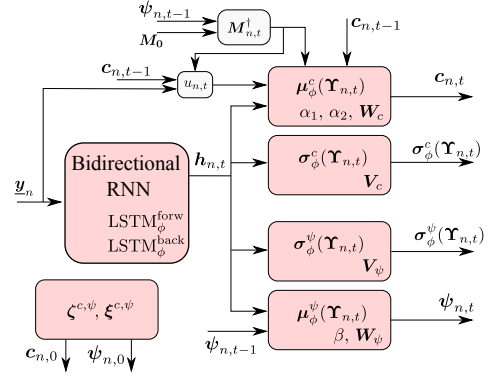 ψ_{n,t−1}
M_0
M^†_{n,t}
c_{n,t−1}
c_{n,t−1}
u_{n,t}
μ^c_ϕ(Υ_{n,t})
α_1, α_2, W_c
c_{n,t}
Bidirectional
RNN
LSTM^{forw}_ϕ
LSTM^{back}_ϕ
h_{n,t}
σ^c_ϕ(Υ_{n,t})
V_c
σ^c_ϕ(Υ_{n,t})
y_n
σ^ψ_ϕ(Υ_{n,t})
V_ψ
σ^ψ_ϕ(Υ_{n,t})
ζ^{c,ψ}, ξ^{c,ψ}
μ^ψ_ϕ(Υ_{n,t})
β, W_ψ
ψ_{n,t}
ψ_{n,t−1}
c_{n,0}
ψ_{n,0}